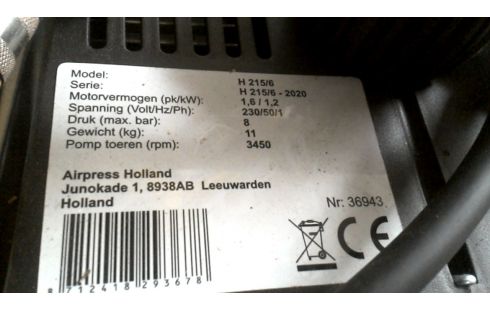 Model: H 215/6
Serie: H 215/6 - 2020
Motorvermogen (pk/kW): 1,6 / 1,2
Spanning (Volt/Hz/Ph): 230/50/1
Druk (max. bar): 8
Gewicht (kg): 11
Pomp toeren (rpm): 3450
Airpress Holland
Junokade 1, 8938AB Leeuwarden
Holland
Nr: 36943
CE
8 712418 293678